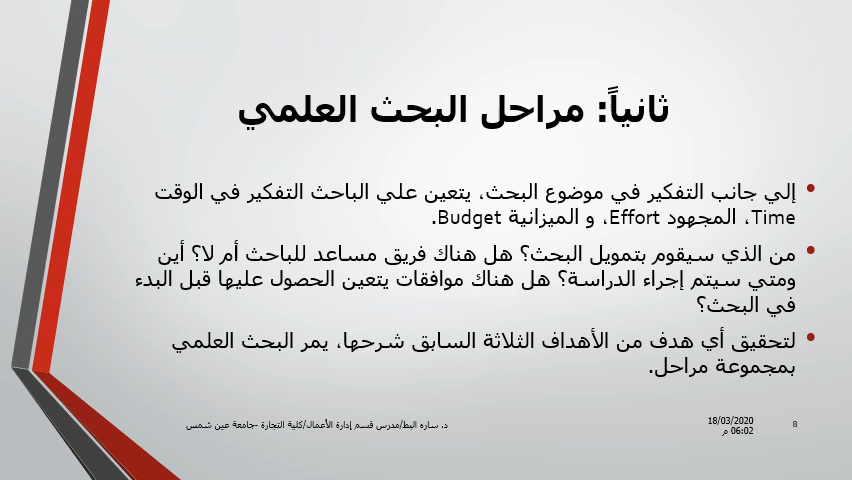 ثانياً: مراحل البحث العلمي
إلي جانب التفكير في موضوع البحث، يتعين علي الباحث التفكير في الوقت
Time، المجهود Effort، و الميزانية Budget.
من الذي سيقوم بتمويل البحث؟ هل هناك فريق مساعد للباحث أم لا؟ أين
ومتي سيتم إجراء الدراسة؟ هل هناك موافقات يتعين الحصول عليها قبل البدء
في البحث؟
لتحقيق أي هدف من الأهداف الثلاثة السابق شرحها، يمر البحث العلمي
بمجموعة مراحل.
8
18/03/2020
06:02 م
د. ساره البط/مدرس قسم إدارة الأعمال/كلية التجارة -جامعة عين شمس